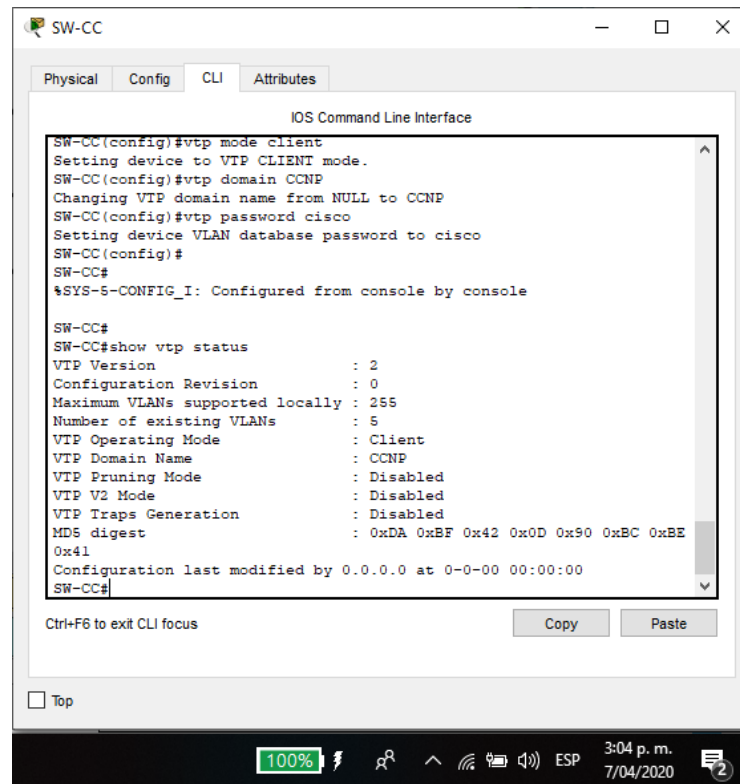 SW-CC
Physical Config CLI Attributes
IOS Command Line Interface
SW-CC(config)#vtp mode client
Setting device to VTP CLIENT mode.
SW-CC(config)#vtp domain CCNP
Changing VTP domain name from NULL to CCNP
SW-CC(config)#vtp password cisco
Setting device VLAN database password to cisco
SW-CC(config)#
SW-CC#
%SYS-5-CONFIG_I: Configured from console by console
SW-CC#
SW-CC#show vtp status
VTP Version : 2
Configuration Revision : 0
Maximum VLANs supported locally : 255
Number of existing VLANs : 5
VTP Operating Mode : Client
VTP Domain Name : CCNP
VTP Pruning Mode : Disabled
VTP V2 Mode : Disabled
VTP Traps Generation : Disabled
MD5 digest : 0xDA 0xBF 0x42 0x0D 0x90 0xBC 0xBE
0x41
Configuration last modified by 0.0.0.0 at 0-0-00 00:00:00
SW-CC#
Ctrl+F6 to exit CLI focus
Copy Paste
Top
100% ESP 3:04 p. m.
7/04/2020 2